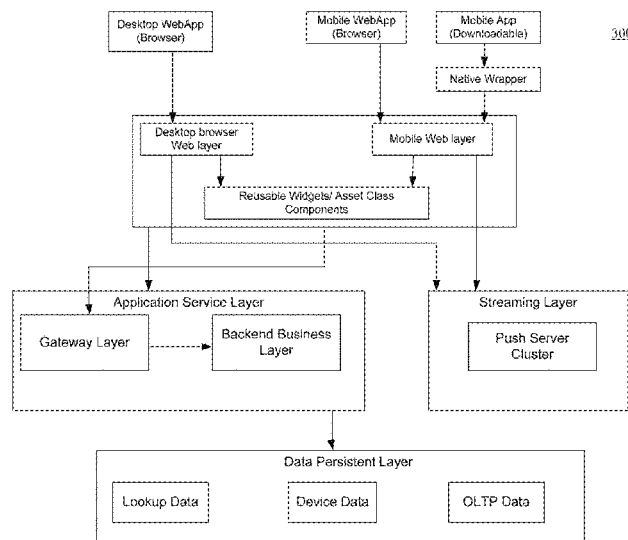 Desktop WebApp
(Browser)
Mobile WebApp
(Browser)
Mobile App
(Downloadable)
300
Native Wrapper
Desktop browser
Web layer
Mobile Web layer
Reusable Widgets/ Asset Class
Components
Application Service Layer
Gateway Layer
Backend Business
Layer
Streaming Layer
Push Server
Cluster
Data Persistent Layer
Lookup Data
Device Data
OLTP Data